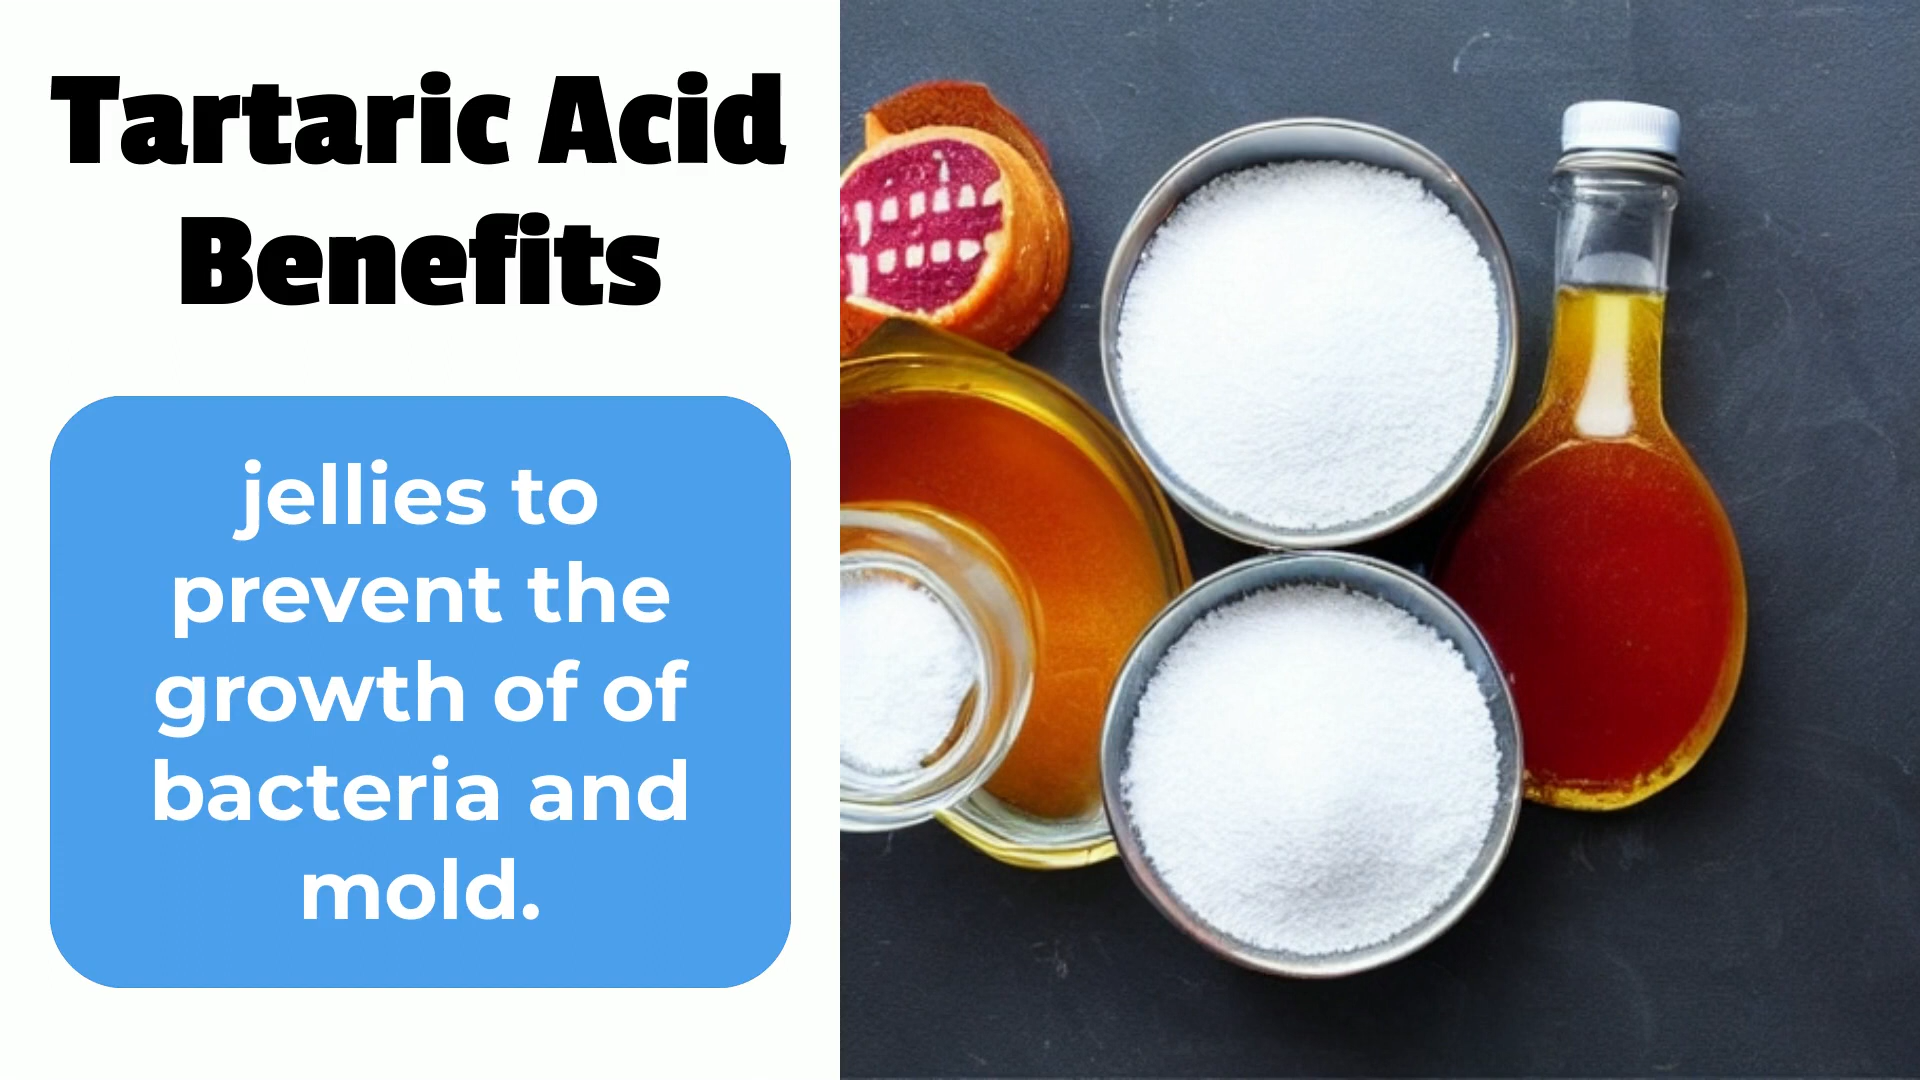 Tartaric Acid
Benefits
jellies to
prevent the
growth of of
bacteria and
mold.